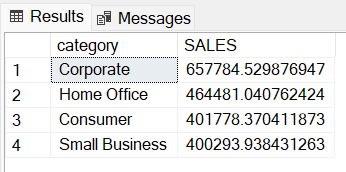 Results Messages
category SALES
1 Corporate 657784.529876947
2 Home Office 464481.040762424
3 Consumer 401778.370411873
4 Small Business 400293.938431263